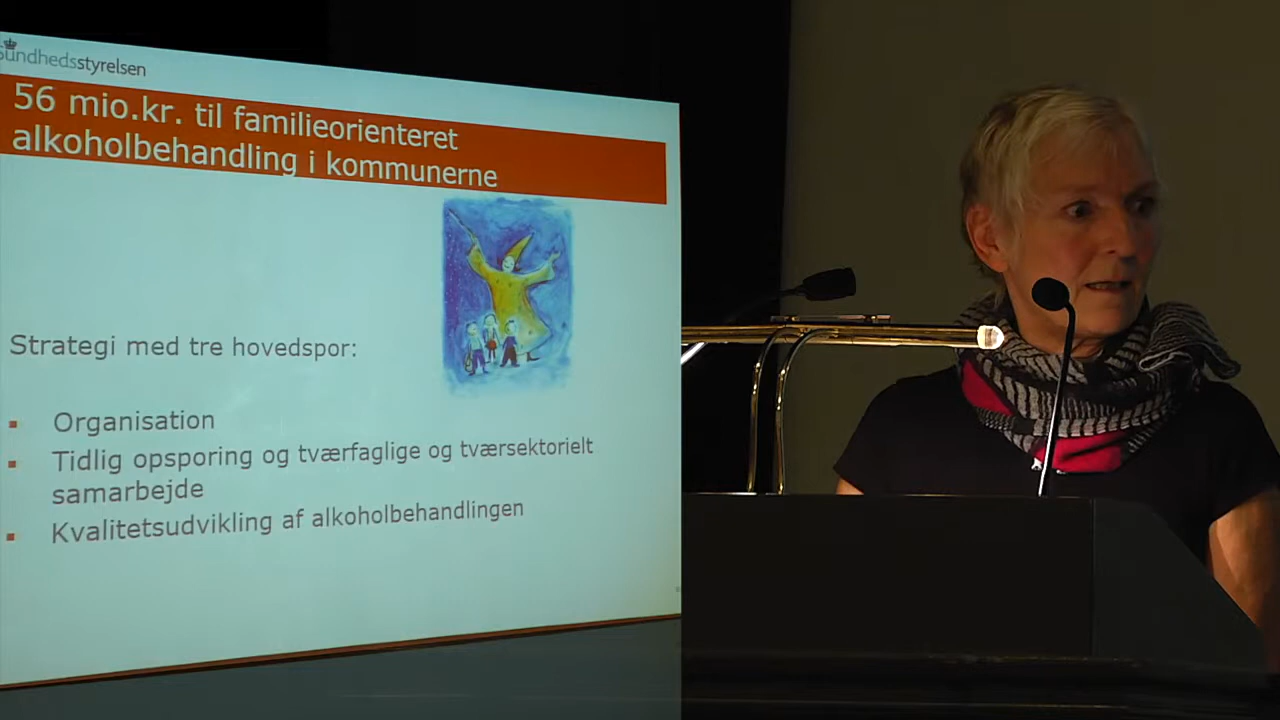 Sundhedsstyrelsen
56 mio.kr. til familieorienteret
alkoholbehandling i kommunerne
Strategi med tre hovedspor:
Organisation
Tidlig opsporing og tværfaglige og tværsektorielt
samarbejde
Kvalitetsudvikling af alkoholbehandlingen